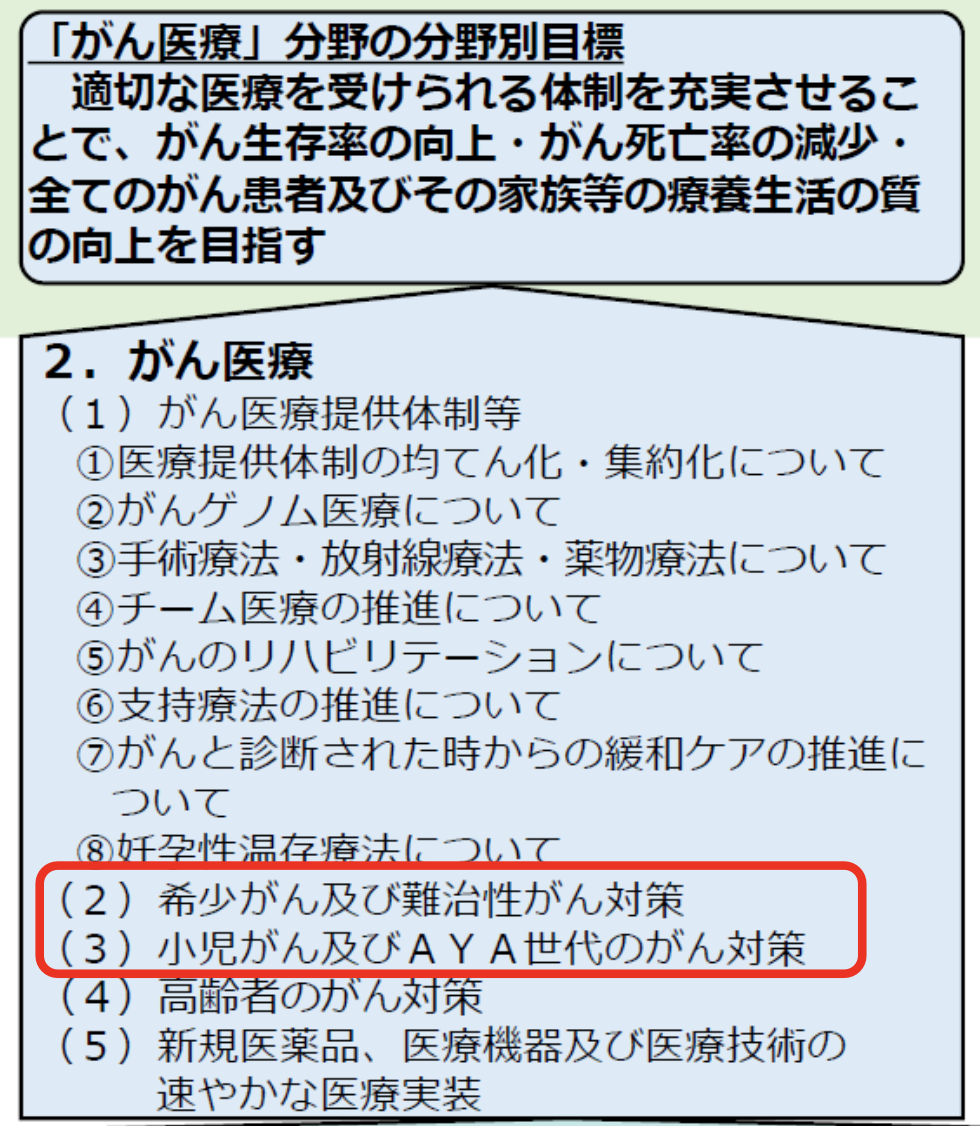 「がん医療」分野の分野別目標
適切な医療を受けられる体制を充実させるこ
とで、がん生存率の向上・がん死亡率の減少・
全てのがん患者及びその家族等の療養生活の質
の向上を目指す
２．がん医療
（１）がん医療提供体制等
①医療提供体制の均てん化・集約化について
②がんゲノム医療について
③手術療法・放射線療法・薬物療法について
④チーム医療の推進について
⑤がんのリハビリテーションについて
⑥支持療法の推進について
⑦がんと診断された時からの緩和ケアの推進に
ついて
⑧妊孕性温存療法について
（２）希少がん及び難治性がん対策
（３）小児がん及びＡＹＡ世代のがん対策
（４）高齢者のがん対策
（５）新規医薬品、医療機器及び医療技術の
速やかな医療実装